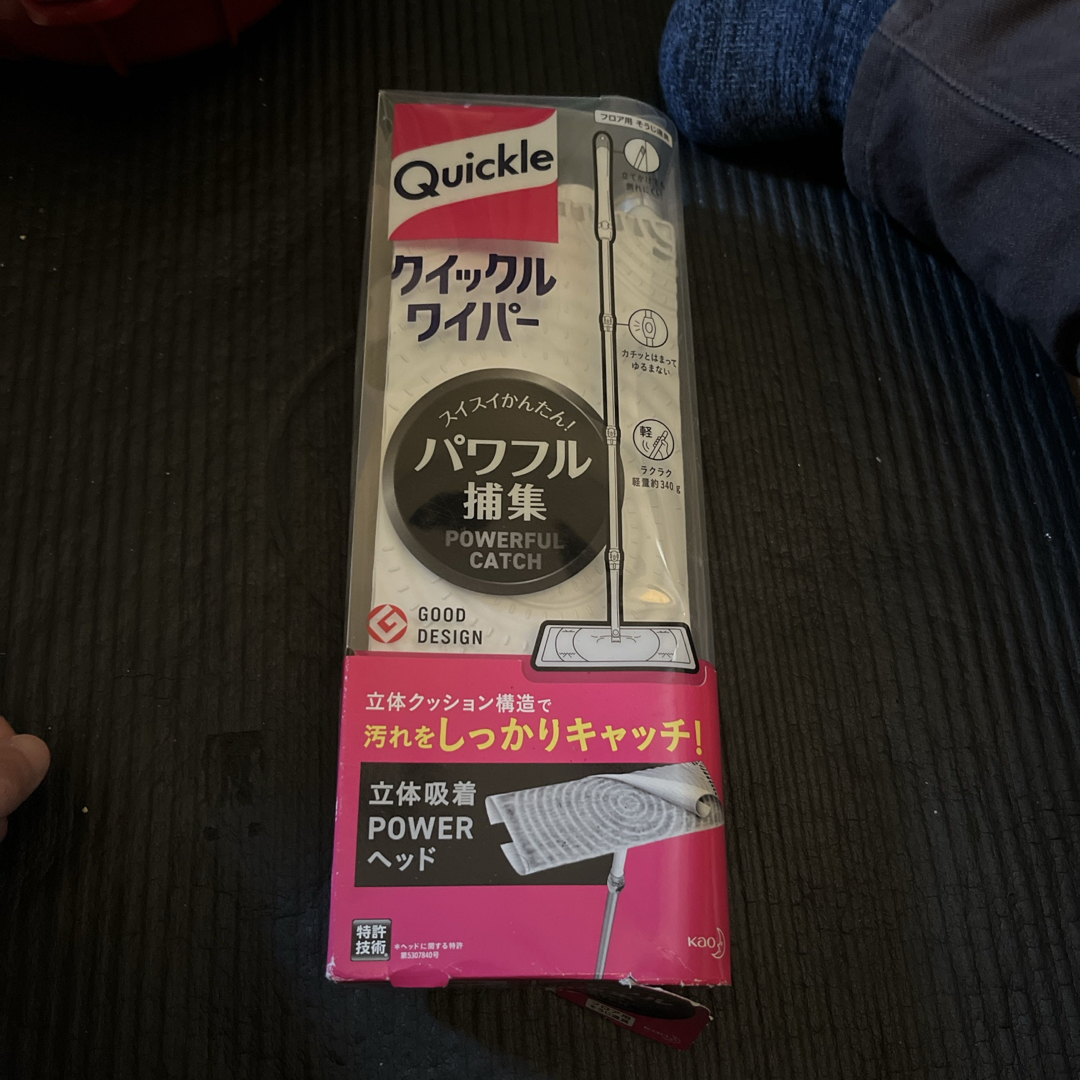 Quickle
フロア用 そうじ道具
クイックル
ワイパー
カチッとはまって
ゆるまない
スイスイかんたん!
パワフル
捕集
POWERFUL
CATCH
軽
ラクラク
軽量約340g
GOOD
DESIGN
立体クッション構造で
汚れをしっかりキャッチ!
立体吸着
POWER
ヘッド
特許
技術
※ヘッドに関する特許
第5307840号
Kao